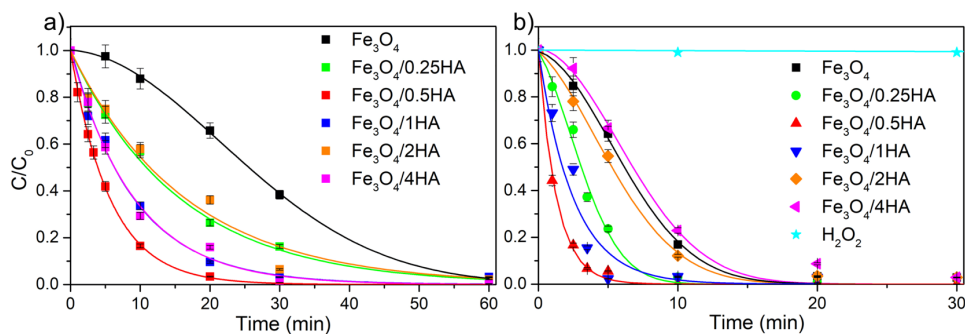 a)
C/C₀
1.0
0.8
0.6
0.4
0.2
0.0
0 10 20 30 40 50 60
Time (min)
Fe₃O₄
Fe₃O₄/0.25HA
Fe₃O₄/0.5HA
Fe₃O₄/1HA
Fe₃O₄/2HA
Fe₃O₄/4HA
b)
1.0
0.8
0.6
0.4
0.2
0.0
0 10 20 30
Time (min)
Fe₃O₄
Fe₃O₄/0.25HA
Fe₃O₄/0.5HA
Fe₃O₄/1HA
Fe₃O₄/2HA
Fe₃O₄/4HA
H₂O₂